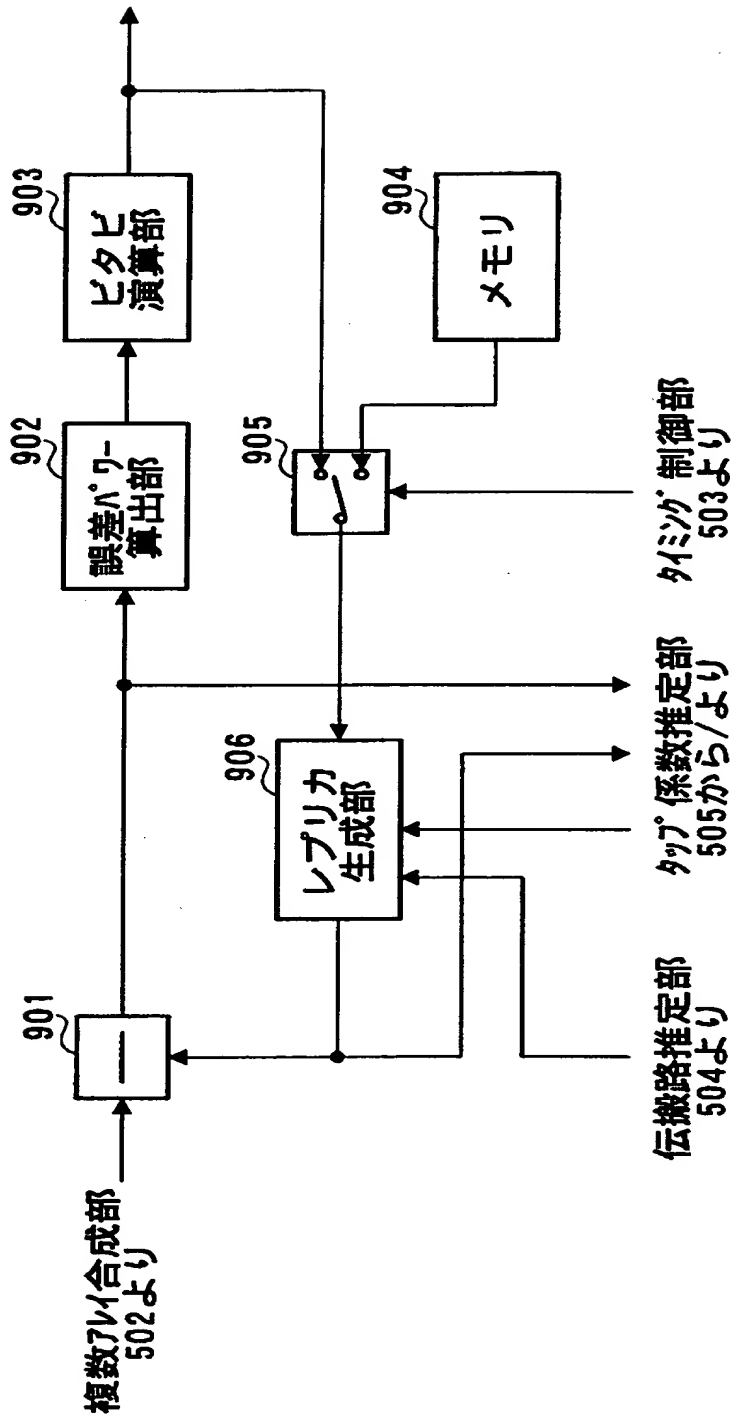 複数アレイ合成部
502より
901
ー
902
誤差パワー
算出部
903
ビタビ
演算部
906
レプリカ
生成部
905
904
メモリ
伝搬路推定部
504より
タップ係数推定部
505から/より
タイミング制御部
503より